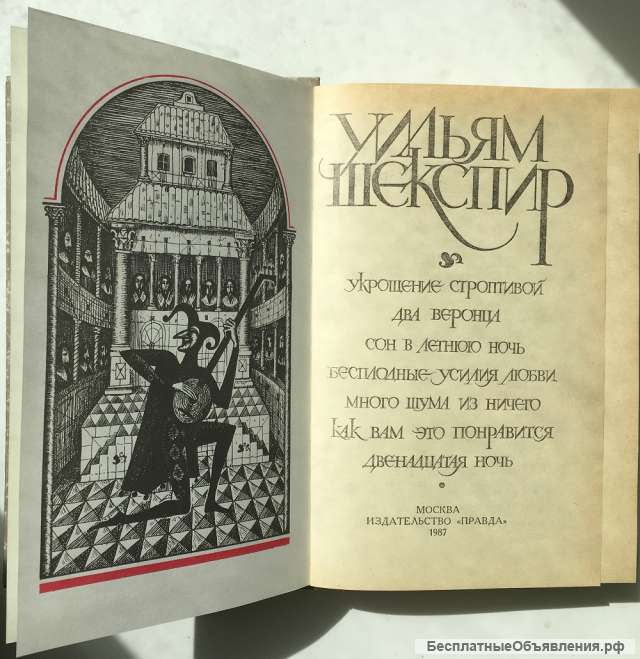 УИЛЬЯМ
ШЕКСПИР
УКРОЩЕНИЕ СТРОПТИВОЙ
ДВА ВЕРОНЦА
СОН В ЛЕТНЮЮ НОЧЬ
БЕСПЛОДНЫЕ УСИЛИЯ ЛЮБВИ
МНОГО ШУМА ИЗ НИЧЕГО
КАК ВАМ ЭТО ПОНРАВИТСЯ
ДВЕНАДЦАТАЯ НОЧЬ
МОСКВА
ИЗДАТЕЛЬСТВО «ПРАВДА»
1987
БесплатныеОбъявления.рф